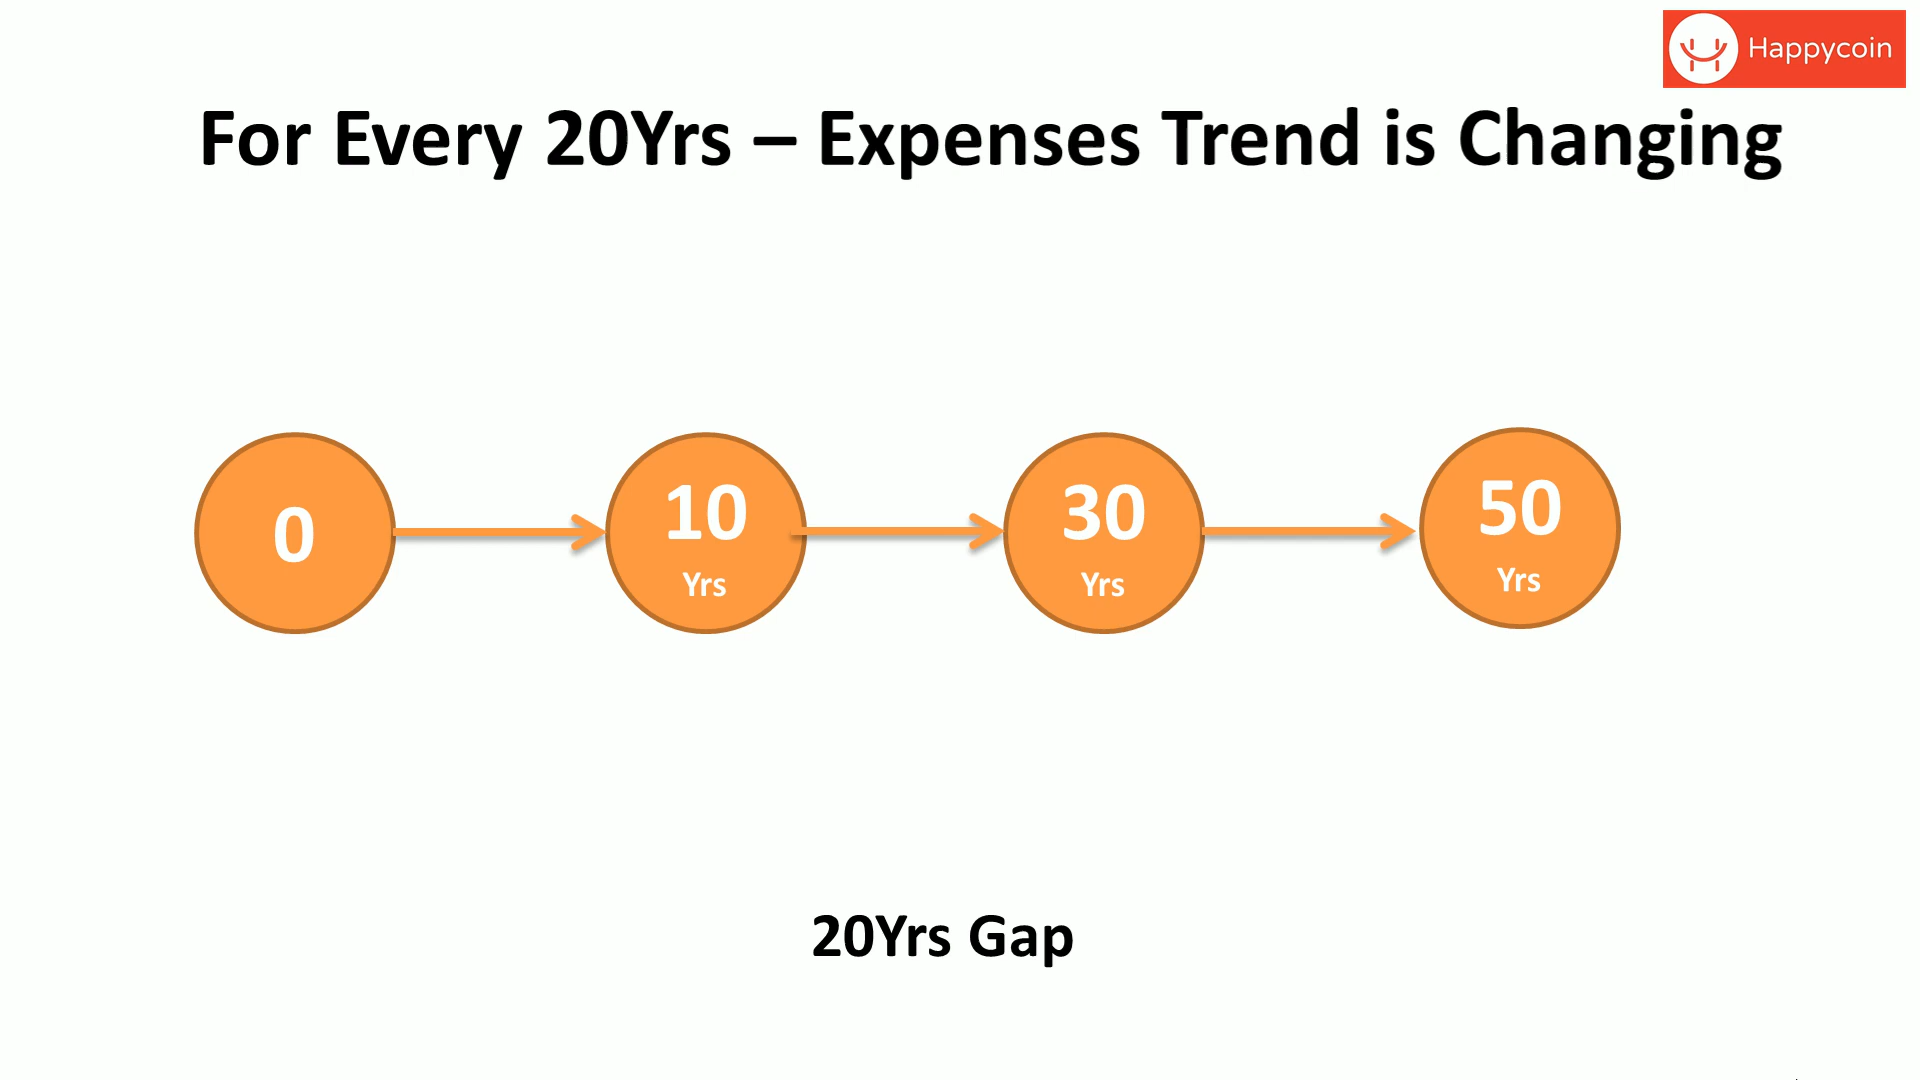 Happycoin
For Every 20Yrs – Expenses Trend is Changing
0
10
Yrs
30
Yrs
50
Yrs
20Yrs Gap